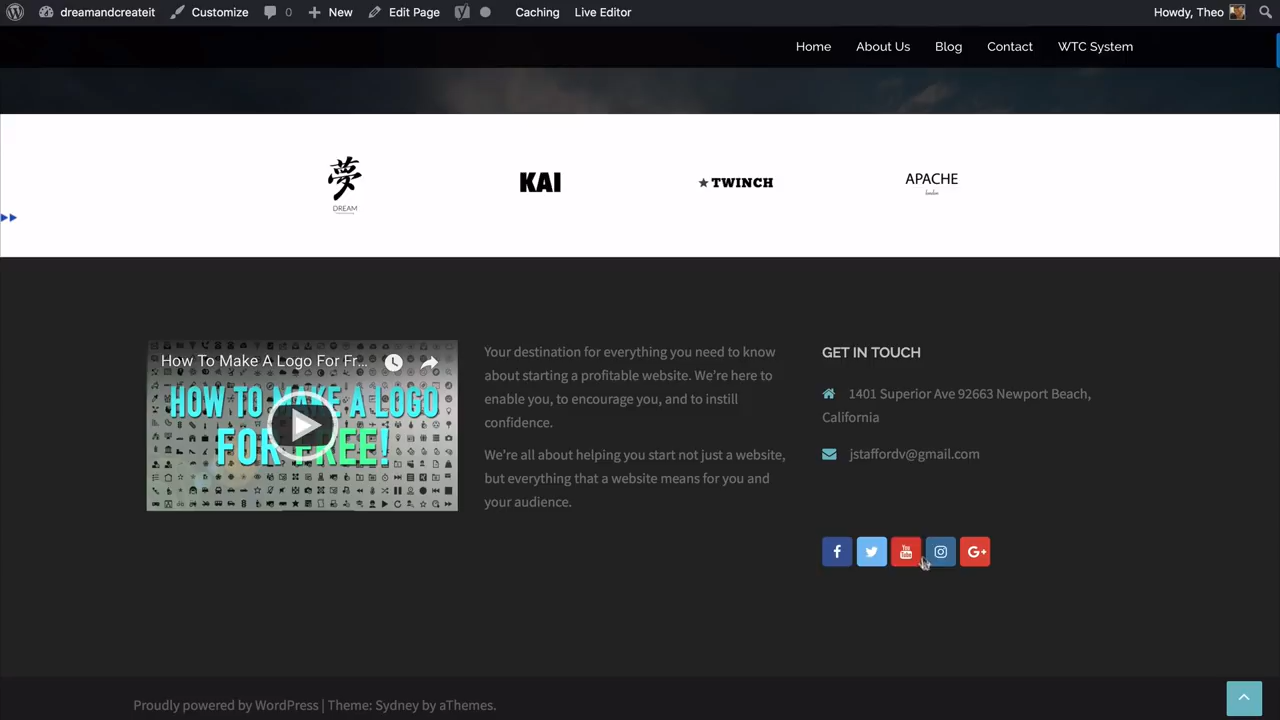 dreamandcreateit Customize 0 New Edit Page Caching Live Editor Howdy, Theo
Home About Us Blog Contact WTC System
夢
DREAM
KAI
TWINCH
APACHE
How To Make A Logo For Fr...
HOW TO MAKE A LOGO
FOR FREE!
Your destination for everything you need to know
about starting a profitable website. We're here to
enable you, to encourage you, and to instill
confidence.
We're all about helping you start not just a website,
but everything that a website means for you and
your audience.
GET IN TOUCH
1401 Superior Ave 92663 Newport Beach,
California
jstaffordv@gmail.com
You
Tube
G+
Proudly powered by WordPress | Theme: Sydney by aThemes.